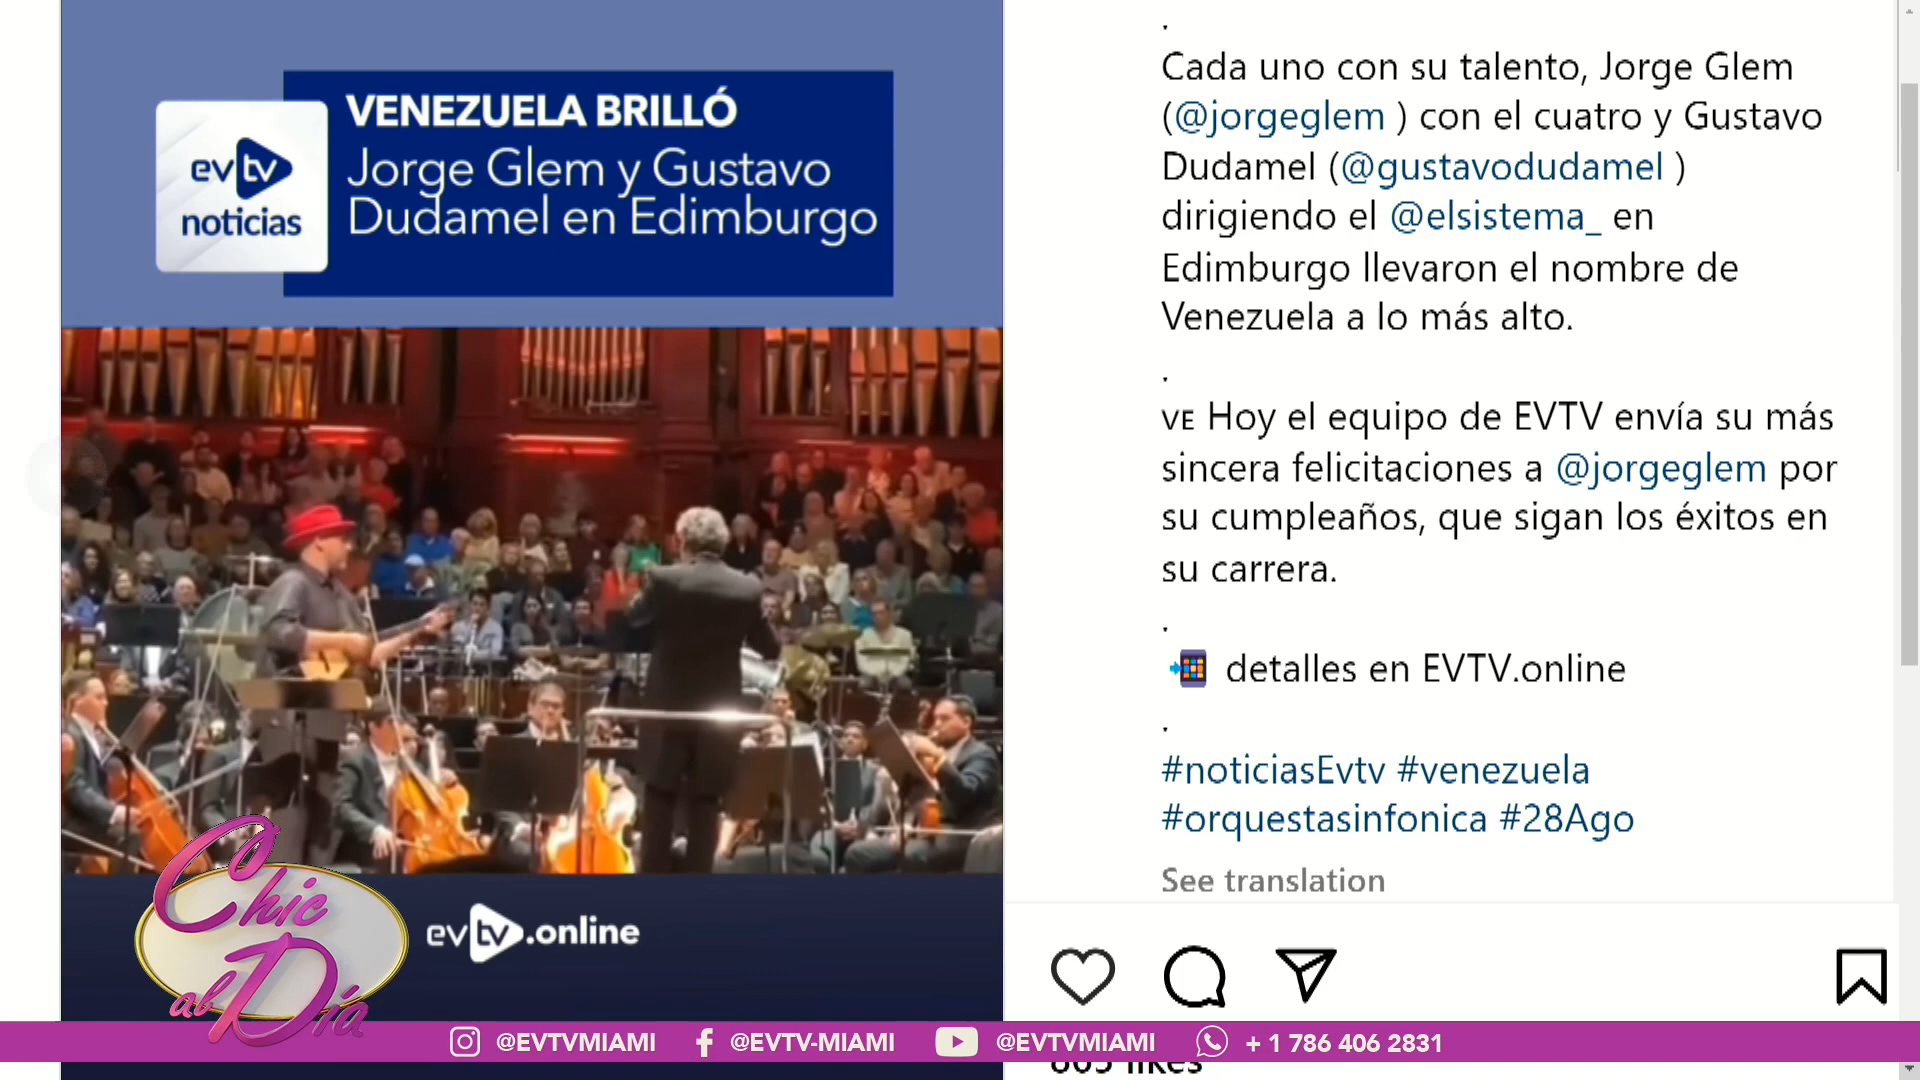 VENEZUELA BRILLÓ
Jorge Glem y Gustavo
Dudamel en Edimburgo
evtv
noticias
.
Cada uno con su talento, Jorge Glem
(@jorgeglem ) con el cuatro y Gustavo
Dudamel (@gustavodudamel )
dirigiendo el @elsistema_ en
Edimburgo llevaron el nombre de
Venezuela a lo más alto.
.
VE Hoy el equipo de EVTV envía su más
sincera felicitaciones a @jorgeglem por
su cumpleaños, que sigan los éxitos en
su carrera.
.
detalles en EVTV.online
.
#noticiasEvtv #venezuela
#orquestasinfonica #28Ago
See translation
evtv.online
Chic
al Día
@EVTVMIAMI @EVTV-MIAMI @EVTVMIAMI + 1 786 406 2831
likes